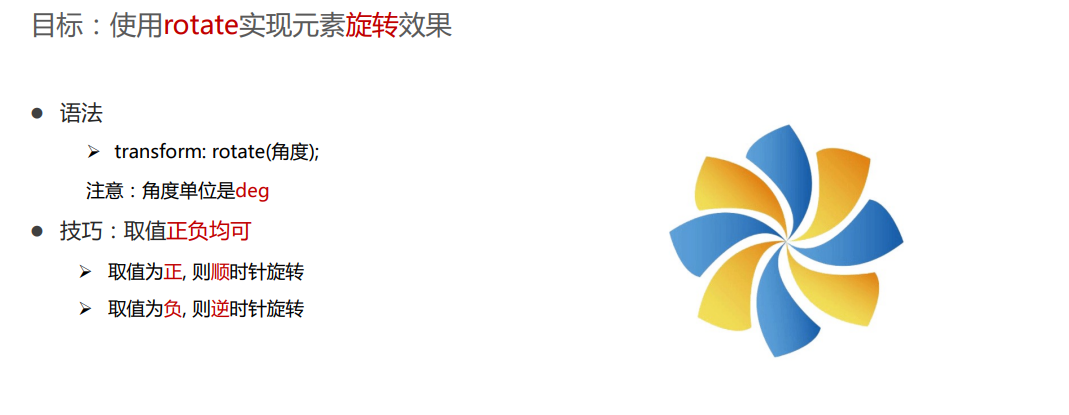 目标：使用rotate实现元素旋转效果
语法
transform: rotate(角度);
注意：角度单位是deg
技巧：取值正负均可
取值为正, 则顺时针旋转
取值为负, 则逆时针旋转